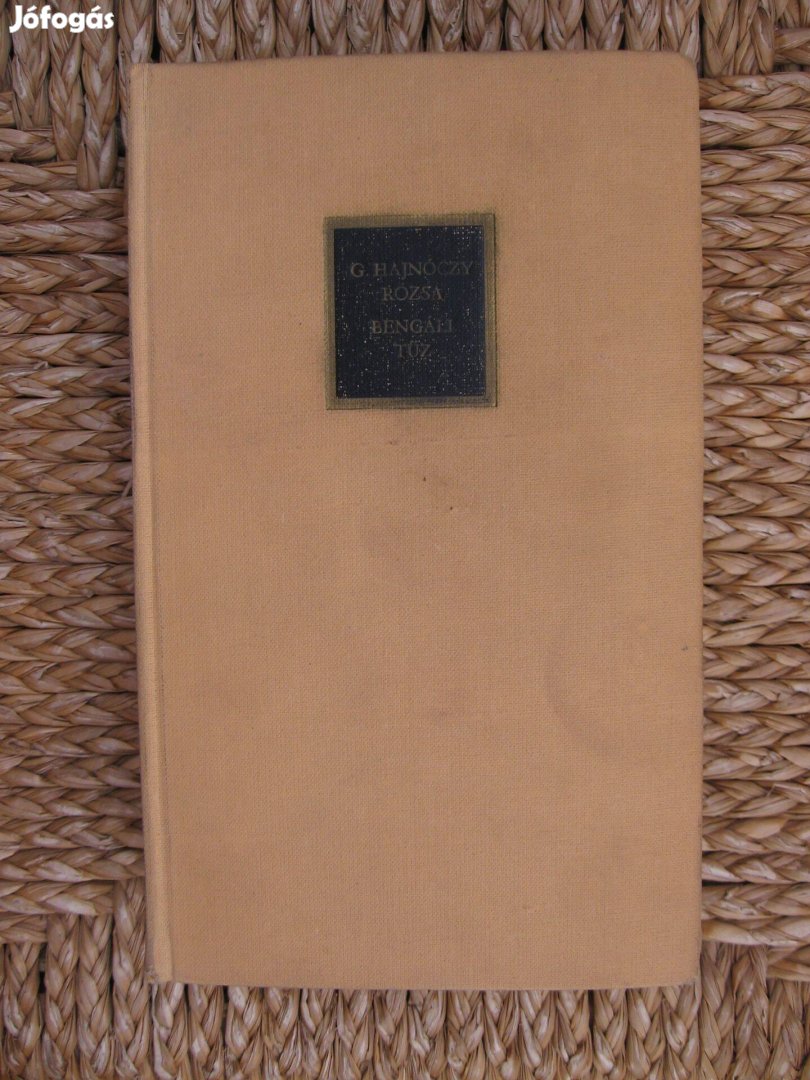 Jófogás
G. HAJNÓCZY
RÓZSA
BENGÁLI
TŰZ